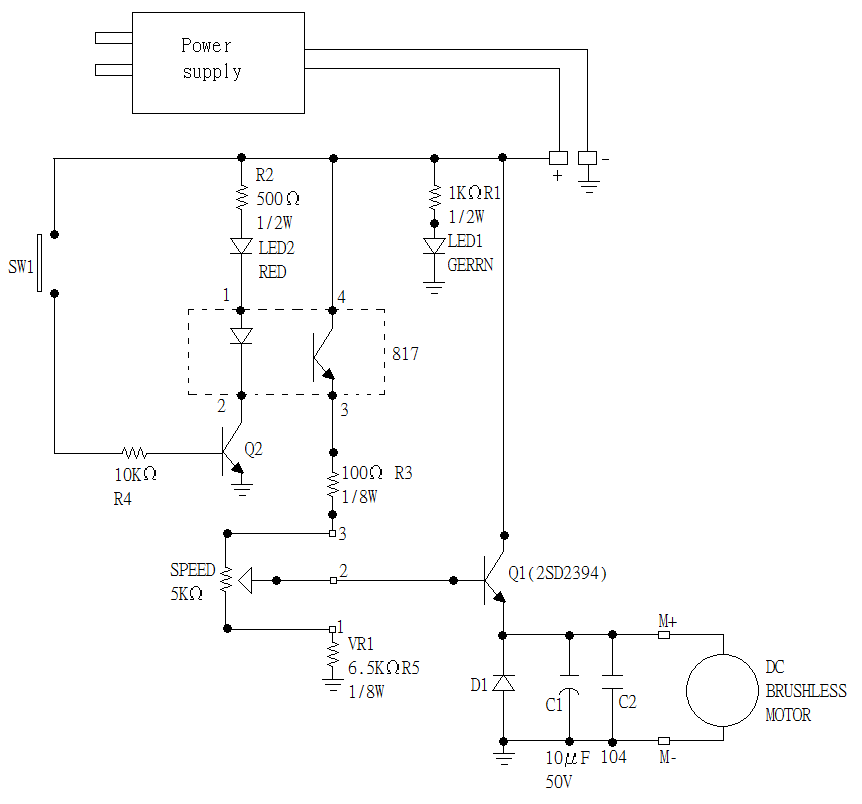 Power
supply
+
-
R2
500Ω
1/2W
LED2
RED
1KΩR1
1/2W
LED1
GERRN
SW1
1
4
817
2
3
Q2
10KΩ
R4
100Ω R3
1/8W
3
SPEED
5KΩ
2
Q1(2SD2394)
1
VR1
6.5KΩR5
1/8W
M+
D1
C1
C2
DC
BRUSHLESS
MOTOR
10μF
50V
104
M-